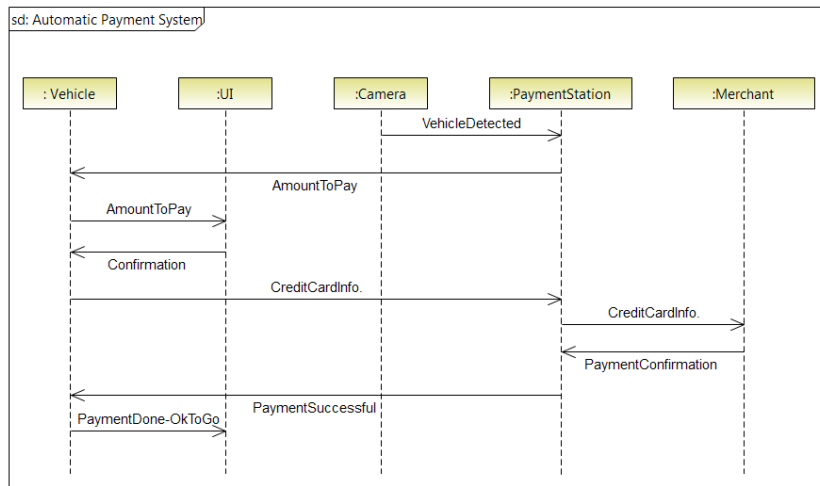 sd: Automatic Payment System
: Vehicle
:UI
:Camera
:PaymentStation
:Merchant
VehicleDetected
AmountToPay
AmountToPay
Confirmation
CreditCardInfo.
CreditCardInfo.
PaymentConfirmation
PaymentSuccessful
PaymentDone-OkToGo